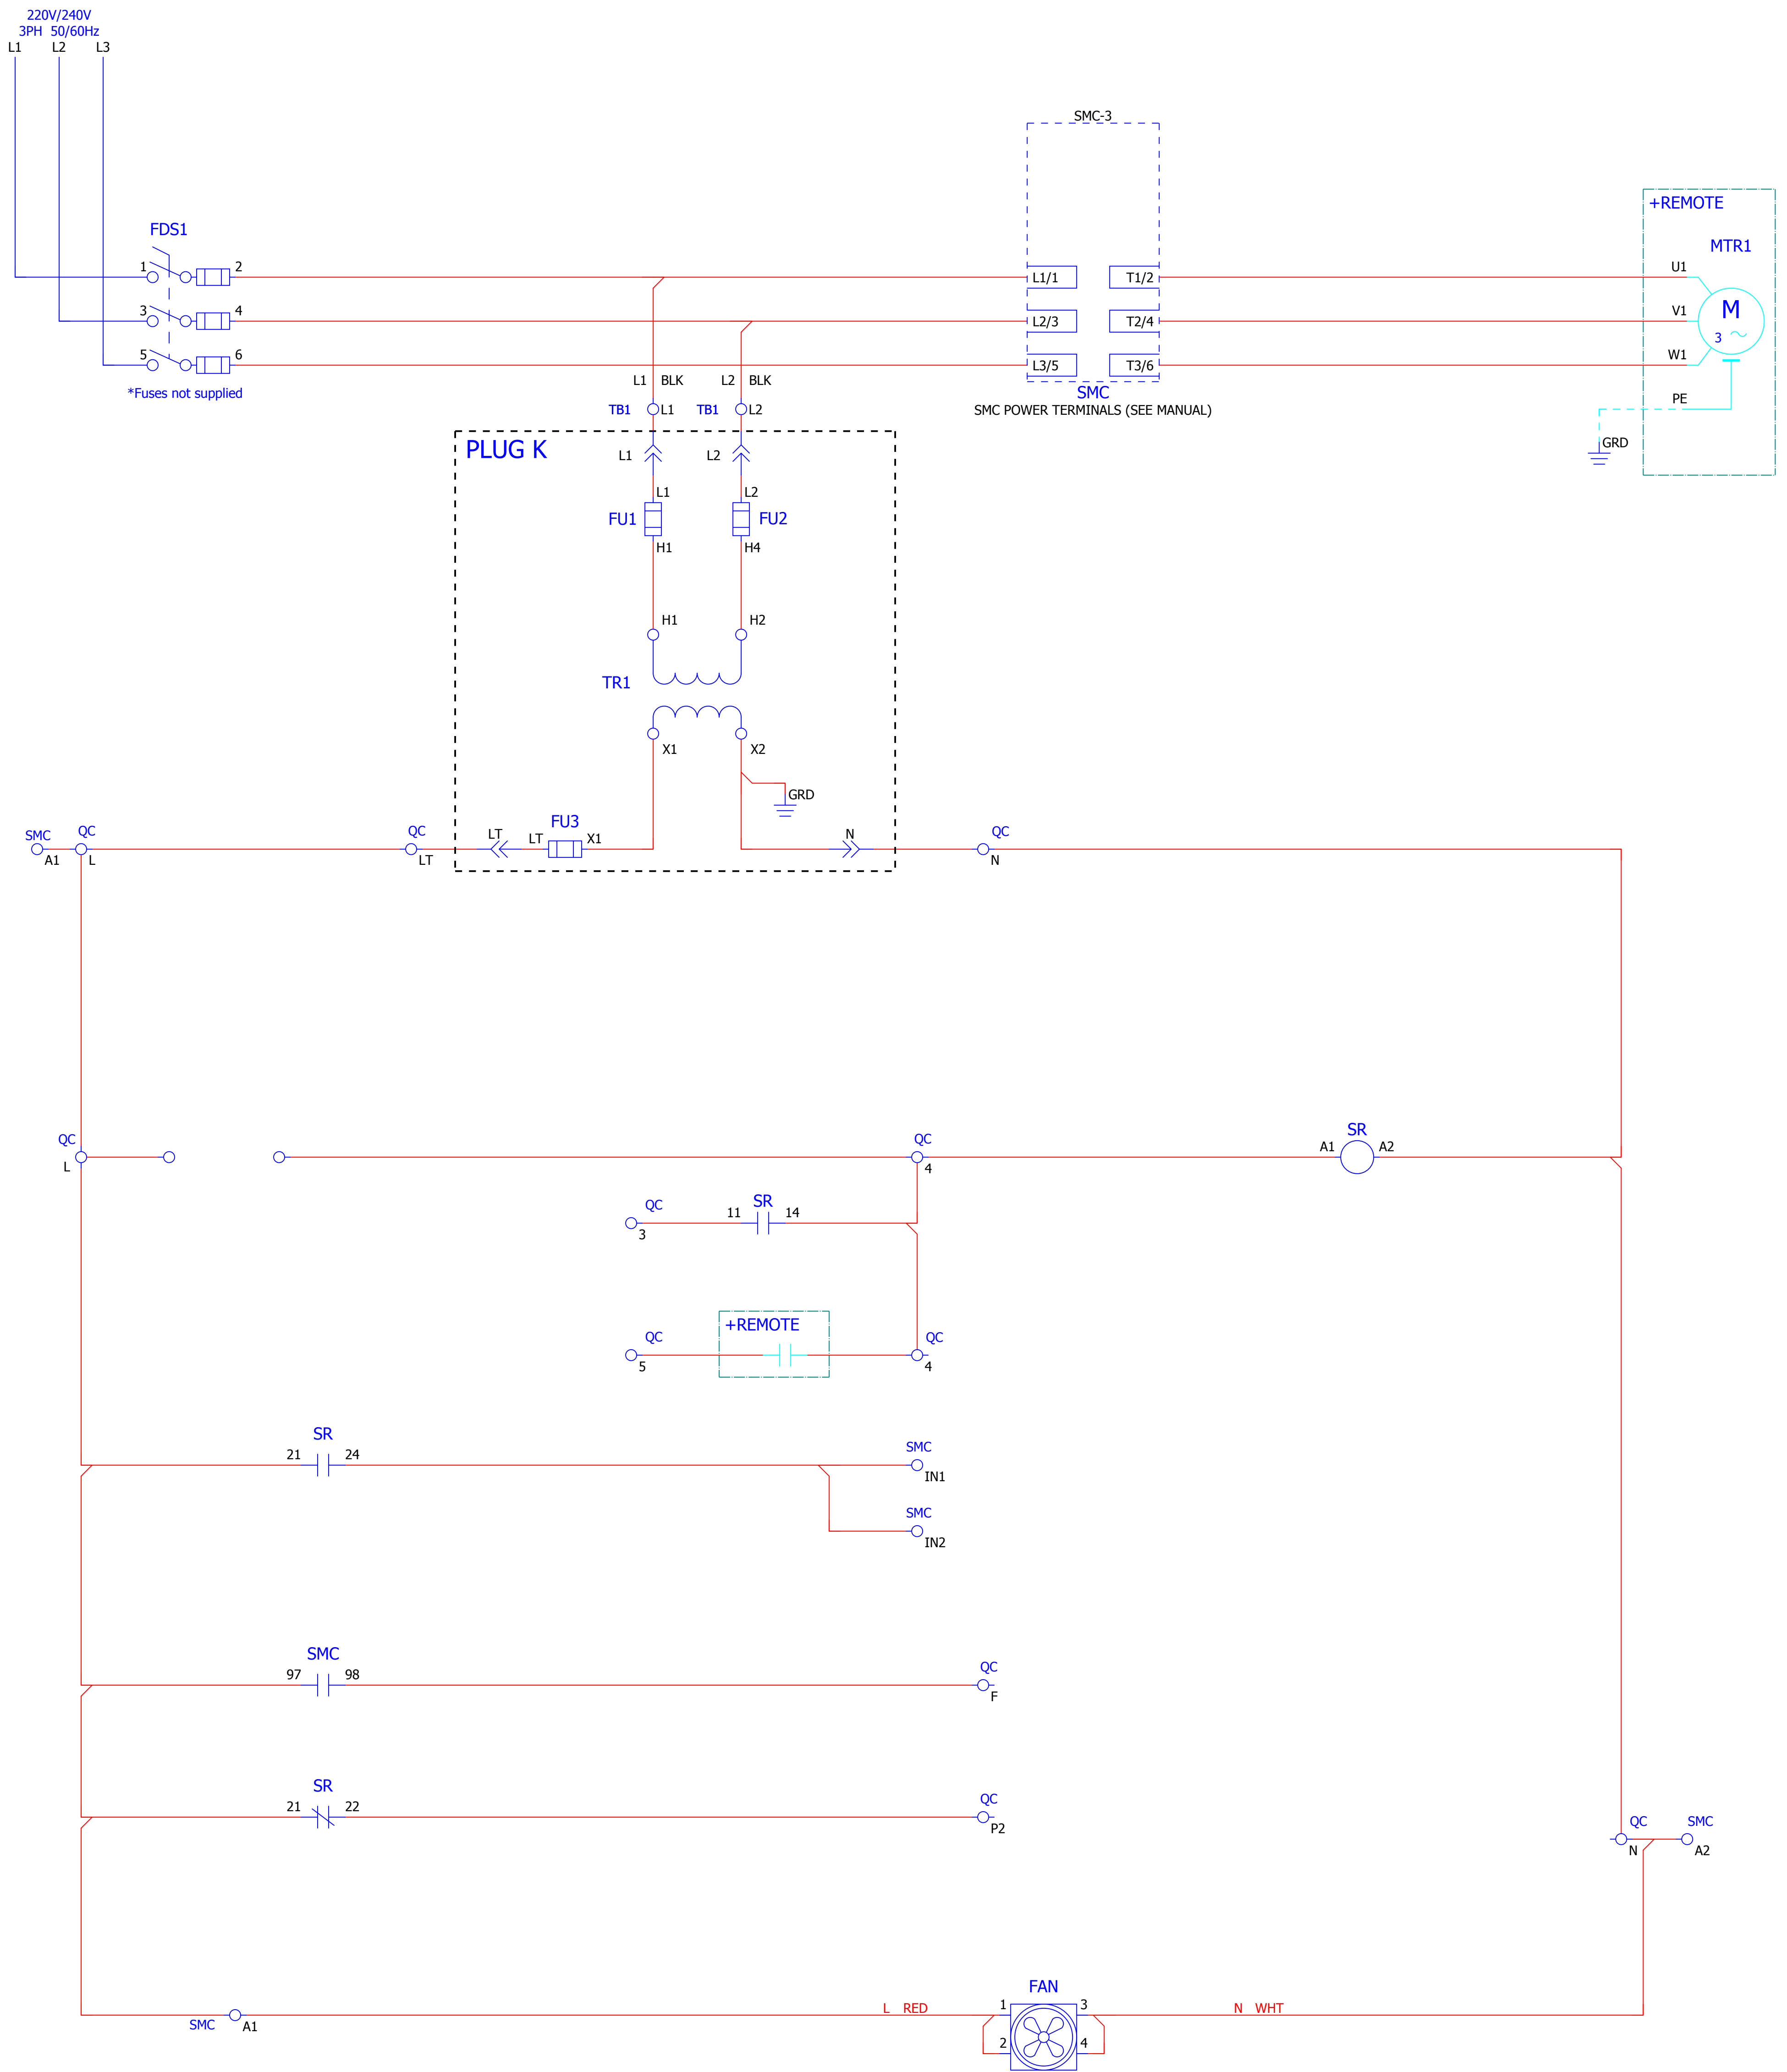 220V/240V
3PH 50/60Hz
L1 L2 L3
SMC-3
+REMOTE
FDS1
MTR1
1 2 L1/1 T1/2 U1
3 4 L2/3 T2/4 V1
M
3
5 6 L3/5 T3/6 W1
*Fuses not supplied
L1 BLK L2 BLK
SMC
PE
TB1 L1 TB1 L2
SMC POWER TERMINALS (SEE MANUAL)
GRD
PLUG K
L1 L2
L1 L2
FU1 FU2
H1 H4
H1 H2
TR1
X1 X2
GRD
SMC QC QC FU3 QC
LT LT X1 N
A1 L LT N
QC QC SR
A1 A2
L 4
QC SR
11 14
3
+REMOTE
QC QC
5 4
SR
21 24 SMC
IN1
SMC
IN2
SMC
97 98 QC
F
SR
21 22 QC
P2
QC SMC
N A2
FAN
L RED 1 3 N WHT
SMC A1
2 4